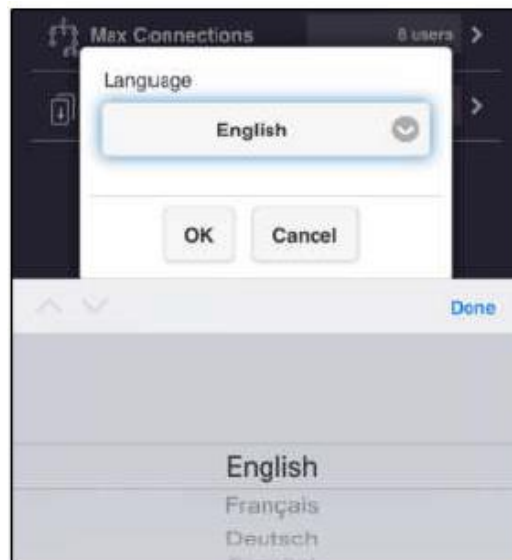 Max Connections 8 users
Language
English
OK Cancel
Done
English
Français
Deutsch